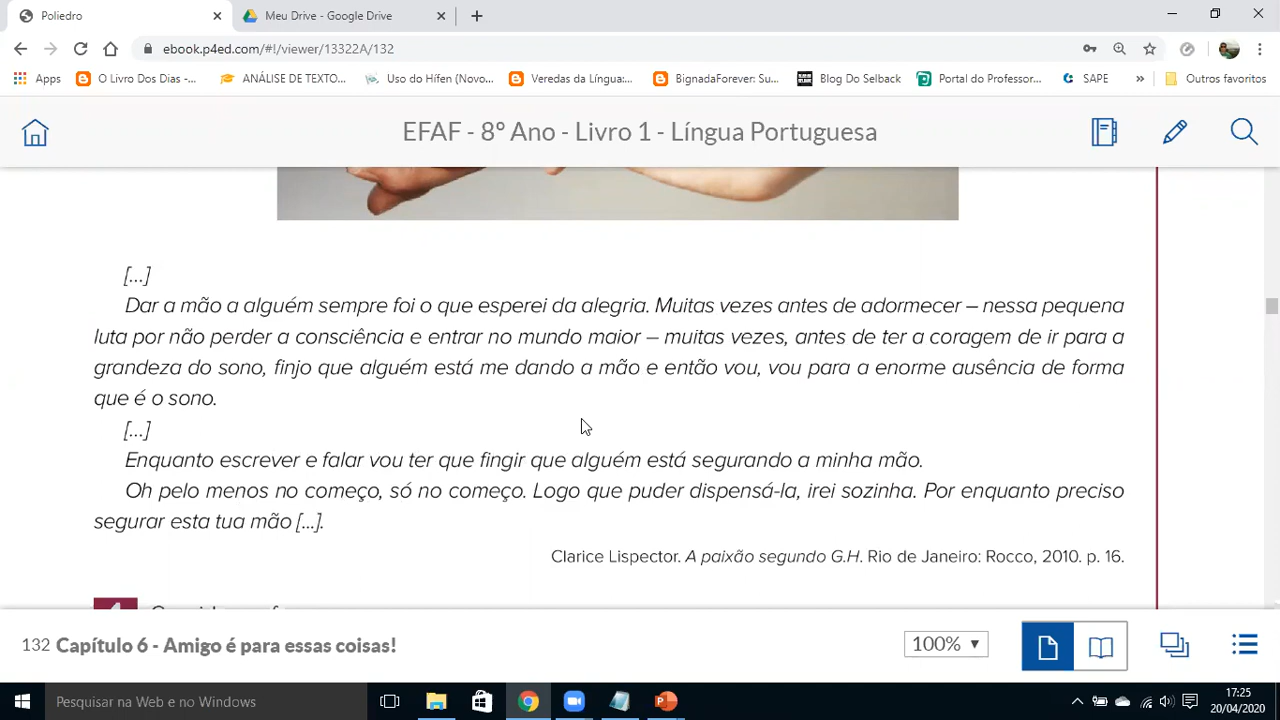 Poliedro
Meu Drive - Google Drive
ebook.p4ed.com/#!/viewer/13322A/132
Apps
O Livro Dos Dias -...
ANÁLISE DE TEXTO...
Uso do Hífen (Novo...
Veredas da Língua:...
BignadaForever: Su...
Blog Do Selback
Portal do Professor...
SAPE
»
Outros favoritos
EFAF - 8º Ano - Livro 1 - Língua Portuguesa
[...]
Dar a mão a alguém sempre foi o que esperei da alegria. Muitas vezes antes de adormecer – nessa pequena
luta por não perder a consciência e entrar no mundo maior – muitas vezes, antes de ter a coragem de ir para a
grandeza do sono, finjo que alguém está me dando a mão e então vou, vou para a enorme ausência de forma
que é o sono.
[...]
Enquanto escrever e falar vou ter que fingir que alguém está segurando a minha mão.
Oh pelo menos no começo, só no começo. Logo que puder dispensá-la, irei sozinha. Por enquanto preciso
segurar esta tua mão [...].
Clarice Lispector. A paixão segundo G.H. Rio de Janeiro: Rocco, 2010. p. 16.
132 Capítulo 6 - Amigo é para essas coisas!
100%
Pesquisar na Web e no Windows
17:25
20/04/2020